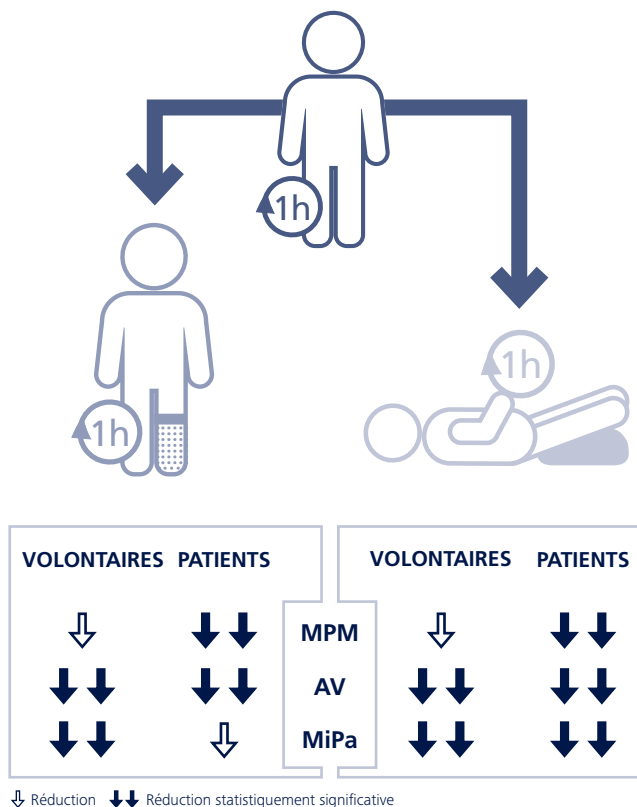 1h
1h
1h
VOLONTAIRES PATIENTS VOLONTAIRES PATIENTS
MPM
AV
MiPa
Réduction Réduction statistiquement significative